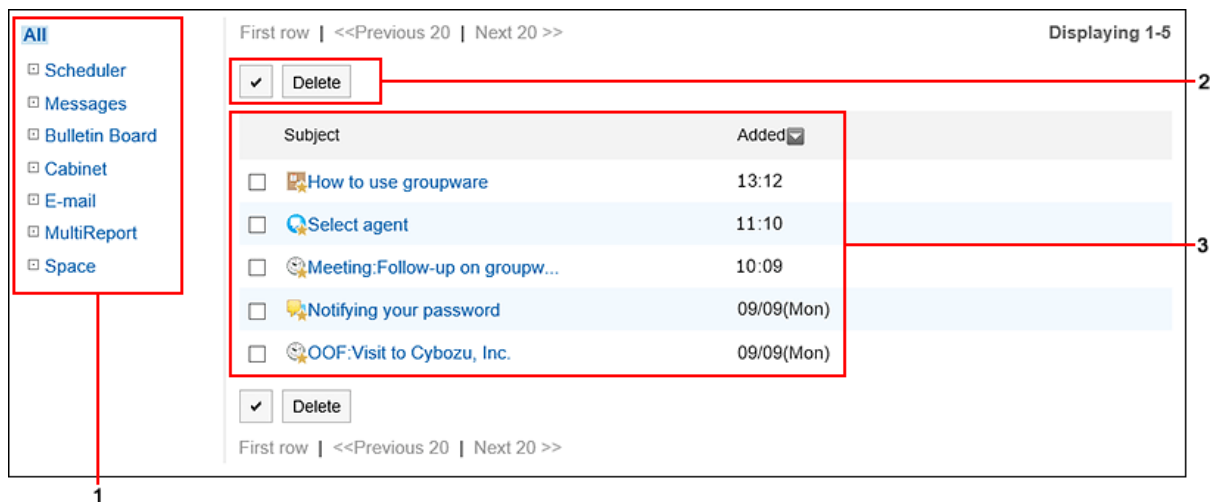 All
Scheduler
Messages
Bulletin Board
Cabinet
E-mail
MultiReport
Space
1
First row | <<Previous 20 | Next 20 >>
Displaying 1-5
Delete
2
Subject Added
How to use groupware 13:12
Select agent 11:10
Meeting:Follow-up on groupw... 10:09
Notifying your password 09/09(Mon)
OOF:Visit to Cybozu, Inc. 09/09(Mon)
3
Delete
First row | <<Previous 20 | Next 20 >>